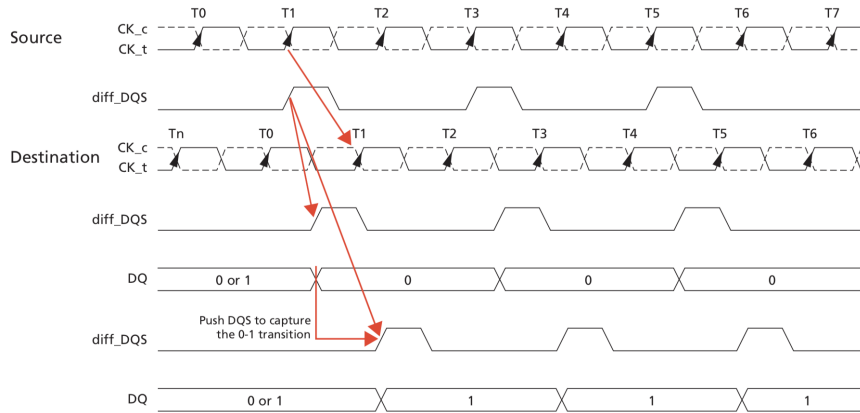 T0 T1 T2 T3 T4 T5 T6 T7
Source
CK_c
CK_t
diff_DQS
Tn T0 T1 T2 T3 T4 T5 T6
Destination
CK_c
CK_t
diff_DQS
DQ
0 or 1 0 0 0
Push DQS to capture
the 0-1 transition
diff_DQS
DQ
0 or 1 1 1 1